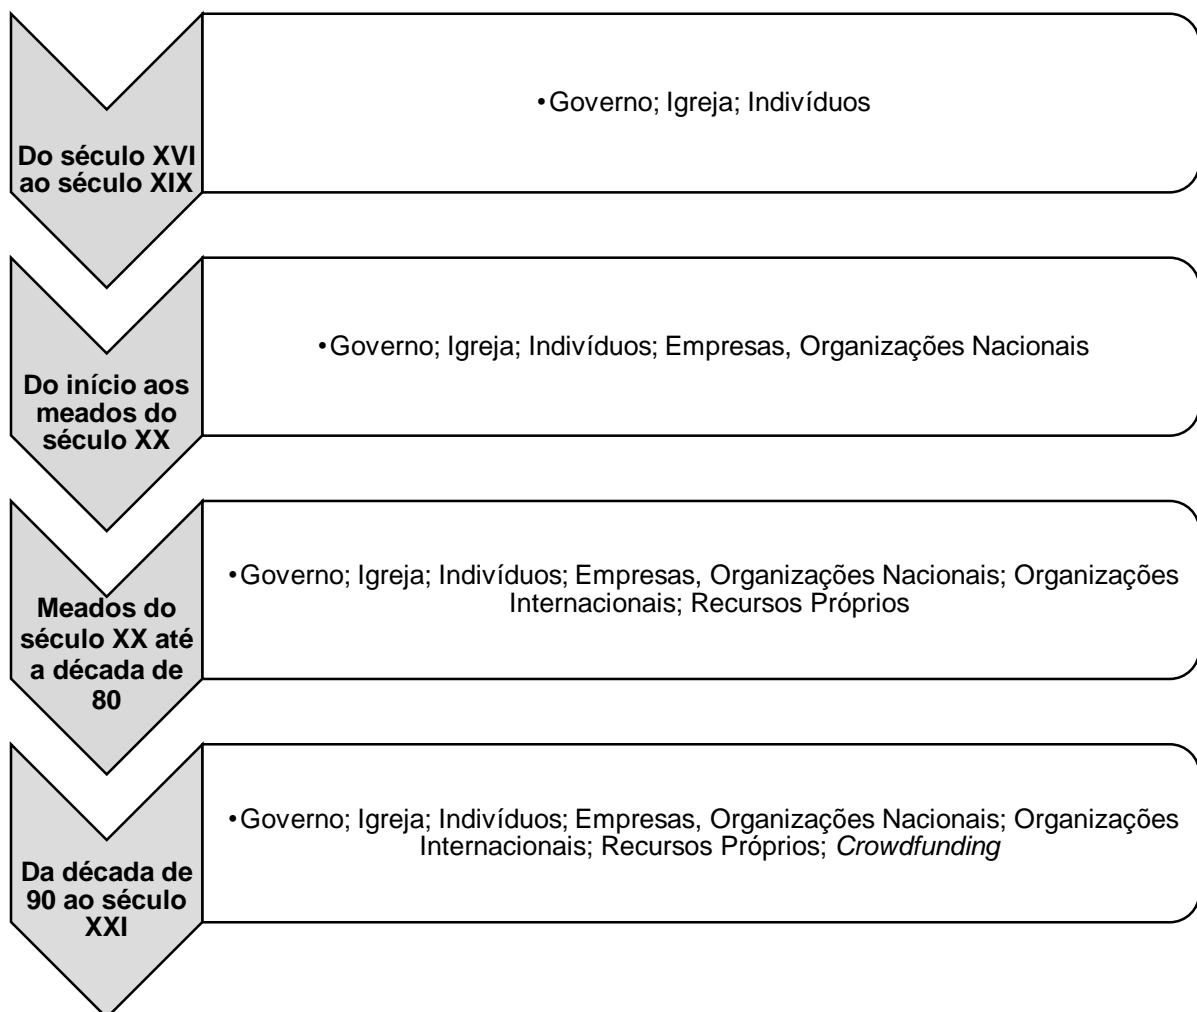 Do século XVI
ao século XIX
•Governo; Igreja; Indivíduos
Do início aos
meados do
século XX
•Governo; Igreja; Indivíduos; Empresas, Organizações Nacionais
Meados do
século XX até
a década de
80
•Governo; Igreja; Indivíduos; Empresas, Organizações Nacionais; Organizações
Internacionais; Recursos Próprios
Da década de
90 ao século
XXI
•Governo; Igreja; Indivíduos; Empresas, Organizações Nacionais; Organizações
Internacionais; Recursos Próprios; Crowdfunding